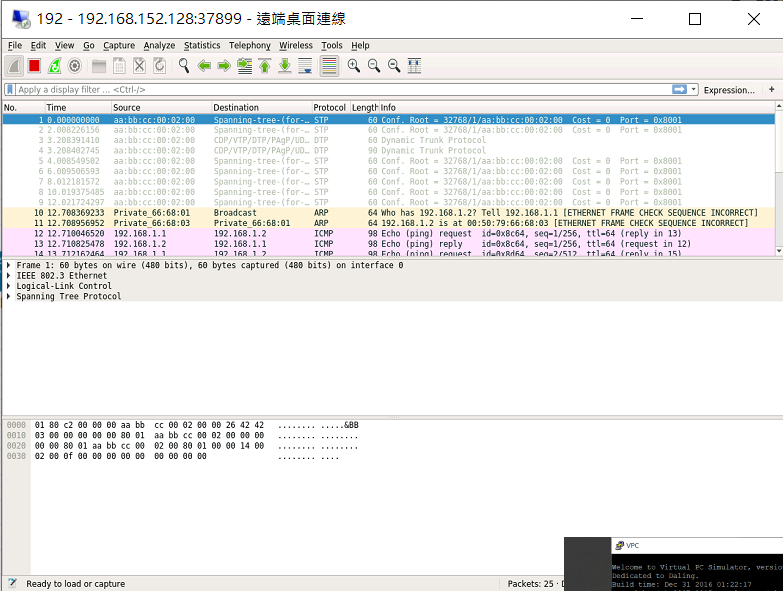 192 - 192.168.152.128:37899 - 遠端桌面連線
File Edit View Go Capture Analyze Statistics Telephony Wireless Tools Help
Apply a display filter ... <Ctrl-/> Expression... +
No. Time Source Destination Protocol Length Info
1 0.000000000 aa:bb:cc:00:02:00 Spanning-tree-(for-… STP 60 Conf. Root = 32768/1/aa:bb:cc:00:02:00 Cost = 0 Port = 0x8001
2 2.008226156 aa:bb:cc:00:02:00 Spanning-tree-(for-… STP 60 Conf. Root = 32768/1/aa:bb:cc:00:02:00 Cost = 0 Port = 0x8001
3 3.208391410 aa:bb:cc:00:02:00 CDP/VTP/DTP/PAgP/UD… DTP 60 Dynamic Trunk Protocol
4 3.208402745 aa:bb:cc:00:02:00 CDP/VTP/DTP/PAgP/UD… DTP 90 Dynamic Trunk Protocol
5 4.008549502 aa:bb:cc:00:02:00 Spanning-tree-(for-… STP 60 Conf. Root = 32768/1/aa:bb:cc:00:02:00 Cost = 0 Port = 0x8001
6 6.009506593 aa:bb:cc:00:02:00 Spanning-tree-(for-… STP 60 Conf. Root = 32768/1/aa:bb:cc:00:02:00 Cost = 0 Port = 0x8001
7 8.012181572 aa:bb:cc:00:02:00 Spanning-tree-(for-… STP 60 Conf. Root = 32768/1/aa:bb:cc:00:02:00 Cost = 0 Port = 0x8001
8 10.019375485 aa:bb:cc:00:02:00 Spanning-tree-(for-… STP 60 Conf. Root = 32768/1/aa:bb:cc:00:02:00 Cost = 0 Port = 0x8001
9 12.021724297 aa:bb:cc:00:02:00 Spanning-tree-(for-… STP 60 Conf. Root = 32768/1/aa:bb:cc:00:02:00 Cost = 0 Port = 0x8001
10 12.708369233 Private_66:68:01 Broadcast ARP 64 Who has 192.168.1.2? Tell 192.168.1.1 [ETHERNET FRAME CHECK SEQUENCE INCORRECT]
11 12.708956952 Private_66:68:03 Private_66:68:01 ARP 64 192.168.1.2 is at 00:50:79:66:68:03 [ETHERNET FRAME CHECK SEQUENCE INCORRECT]
12 12.710046520 192.168.1.1 192.168.1.2 ICMP 98 Echo (ping) request id=0x8c64, seq=1/256, ttl=64 (reply in 13)
13 12.710825478 192.168.1.2 192.168.1.1 ICMP 98 Echo (ping) reply id=0x8c64, seq=1/256, ttl=64 (request in 12)
14 13.712162464 192.168.1.1 192.168.1.2 ICMP 98 Echo (ping) request id=0x8d64, seq=2/512, ttl=64 (reply in 15)
Frame 1: 60 bytes on wire (480 bits), 60 bytes captured (480 bits) on interface 0
IEEE 802.3 Ethernet
Logical-Link Control
Spanning Tree Protocol
0000 01 80 c2 00 00 00 aa bb cc 00 02 00 00 26 42 42 ........ .....&BB
0010 03 00 00 00 00 00 80 01 aa bb cc 00 02 00 00 00 ........ ........
0020 00 00 80 01 aa bb cc 00 02 00 80 01 00 00 14 00 ........ ........
0030 02 00 0f 00 00 00 00 00 00 00 00 00 ........ ....
VPC
Welcome to Virtual PC Simulator, versio
Dedicated to Daling.
Build time: Dec 31 2016 01:22:17
Ready to load or capture Packets: 25 ·